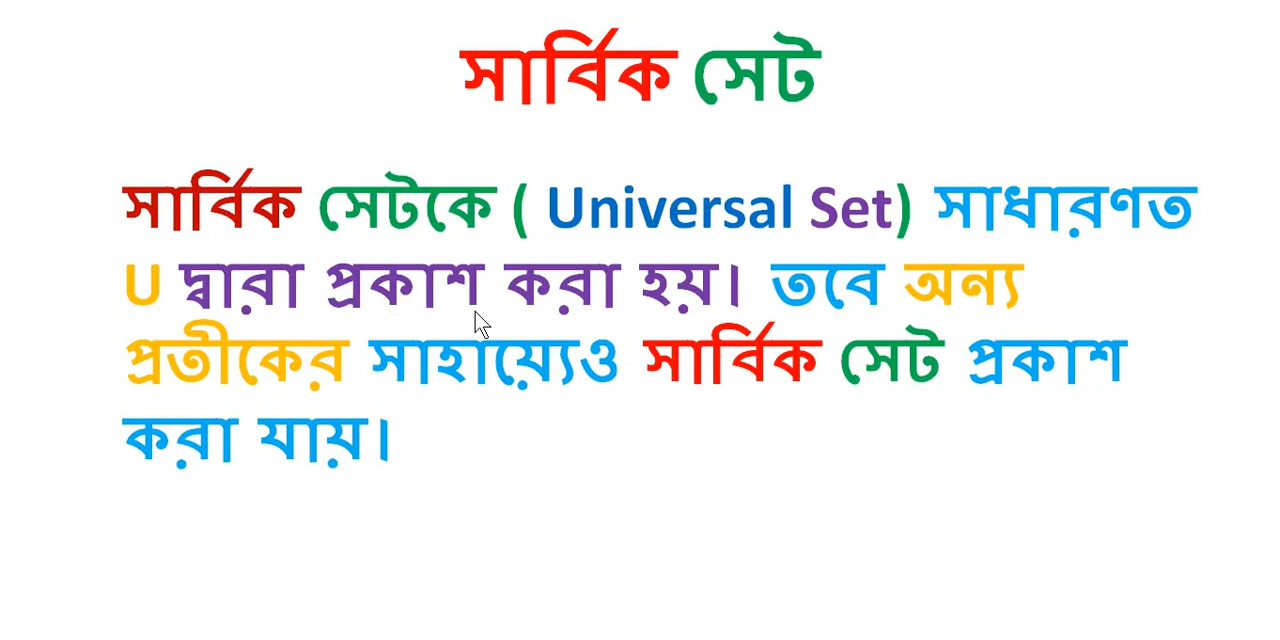 সার্বিক সেট
সার্বিক সেটকে ( Universal Set) সাধারণত
U দ্বারা প্রকাশ করা হয়। তবে অন্য
প্রতীকের সাহায়্যেও সার্বিক সেট প্রকাশ
করা যায়।